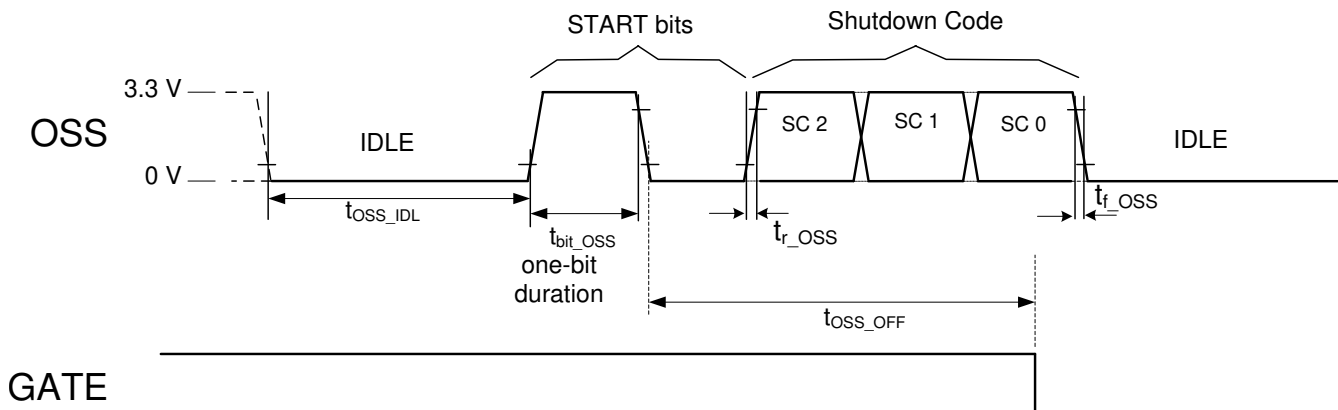 START bits
Shutdown Code
3.3 V
OSS
IDLE
SC 2
SC 1
SC 0
IDLE
0 V
tOSS_IDL
tbit_OSS
one-bit
duration
tr_OSS
tf_OSS
tOSS_OFF
GATE